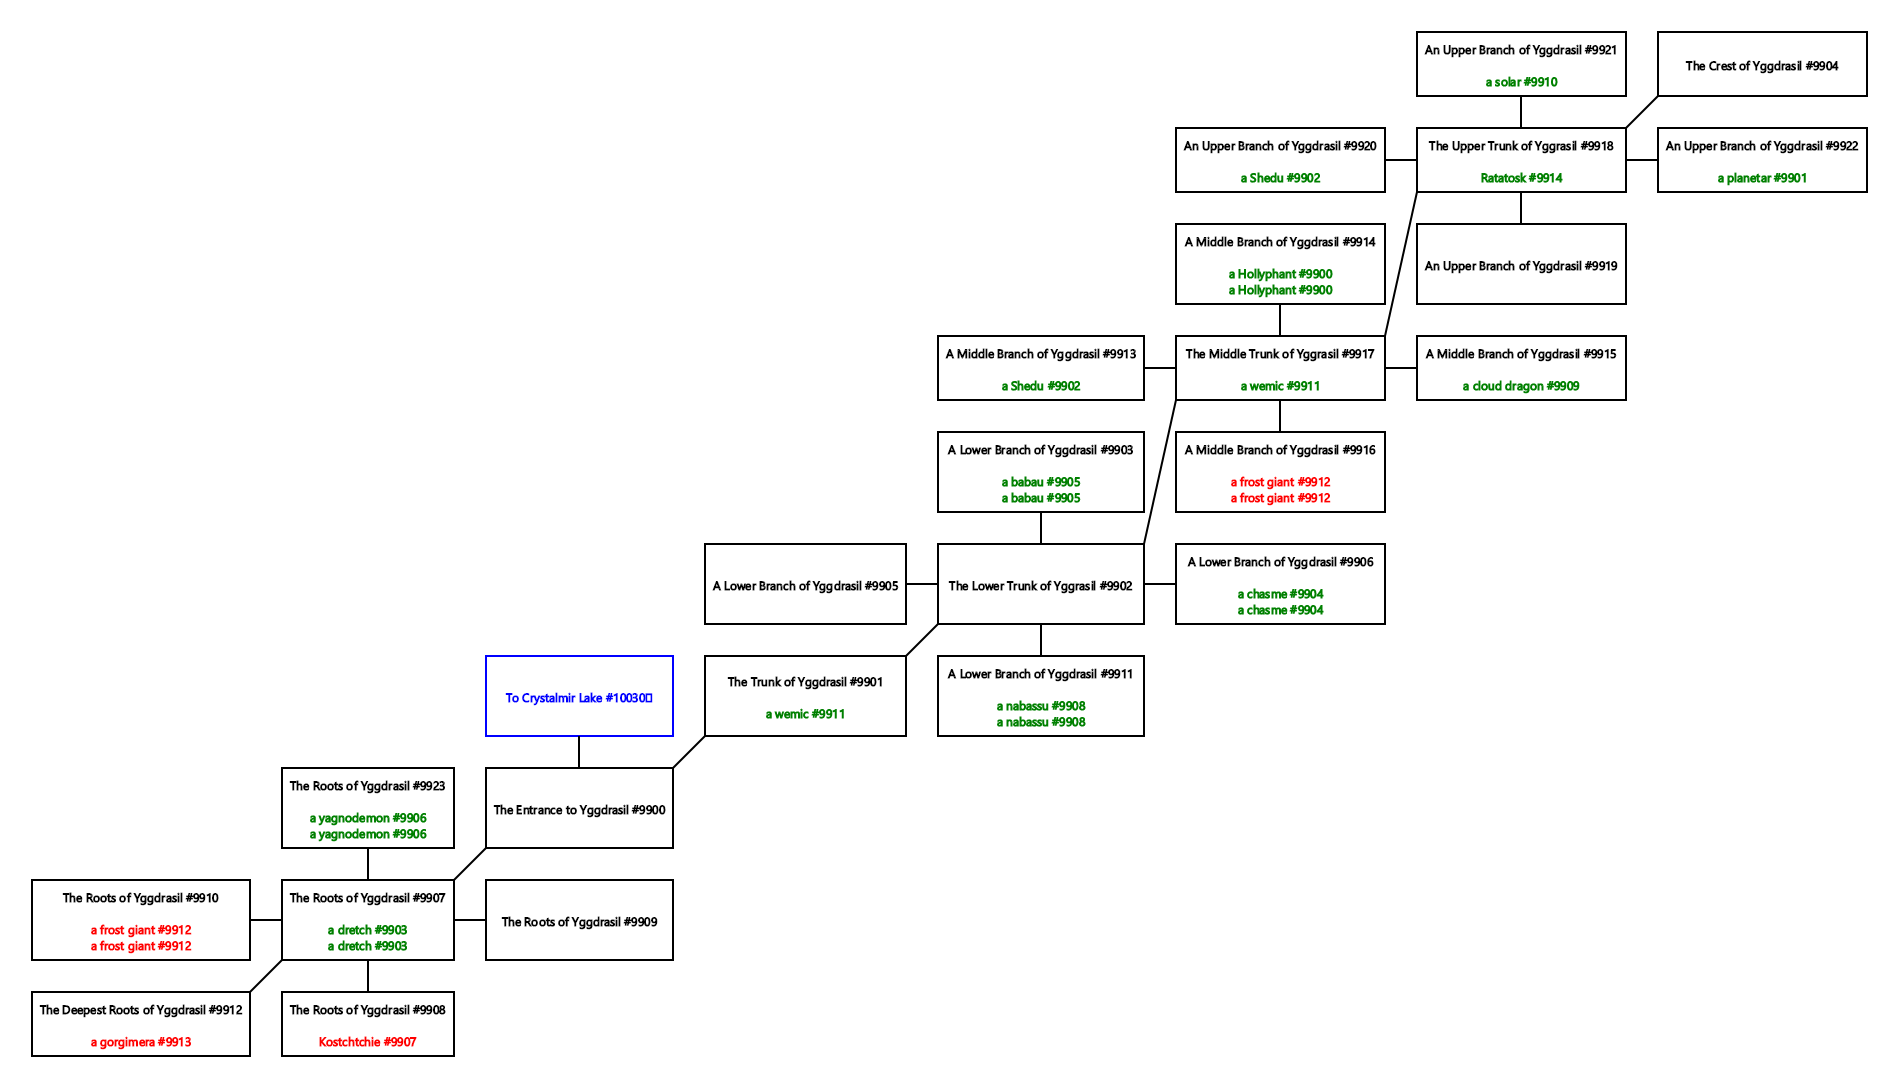 An Upper Branch of Yggdrasil #9921
a solar #9910
The Crest of Yggdrasil #9904
An Upper Branch of Yggdrasil #9920
a Shedu #9902
The Upper Trunk of Yggrasil #9918
Ratatosk #9914
An Upper Branch of Yggdrasil #9922
a planetar #9901
A Middle Branch of Yggdrasil #9914
a Hollyphant #9900
a Hollyphant #9900
An Upper Branch of Yggdrasil #9919
A Middle Branch of Yggdrasil #9913
a Shedu #9902
The Middle Trunk of Yggrasil #9917
a wemic #9911
A Middle Branch of Yggdrasil #9915
a cloud dragon #9909
A Lower Branch of Yggdrasil #9903
a babau #9905
a babau #9905
A Middle Branch of Yggdrasil #9916
a frost giant #9912
a frost giant #9912
A Lower Branch of Yggdrasil #9905
The Lower Trunk of Yggrasil #9902
A Lower Branch of Yggdrasil #9906
a chasme #9904
a chasme #9904
To Crystalmir Lake #10030
The Trunk of Yggdrasil #9901
a wemic #9911
A Lower Branch of Yggdrasil #9911
a nabassu #9908
a nabassu #9908
The Roots of Yggdrasil #9923
a yagnodemon #9906
a yagnodemon #9906
The Entrance to Yggdrasil #9900
The Roots of Yggdrasil #9910
a frost giant #9912
a frost giant #9912
The Roots of Yggdrasil #9907
a dretch #9903
a dretch #9903
The Roots of Yggdrasil #9909
The Deepest Roots of Yggdrasil #9912
a gorgimera #9913
The Roots of Yggdrasil #9908
Kostchtchie #9907